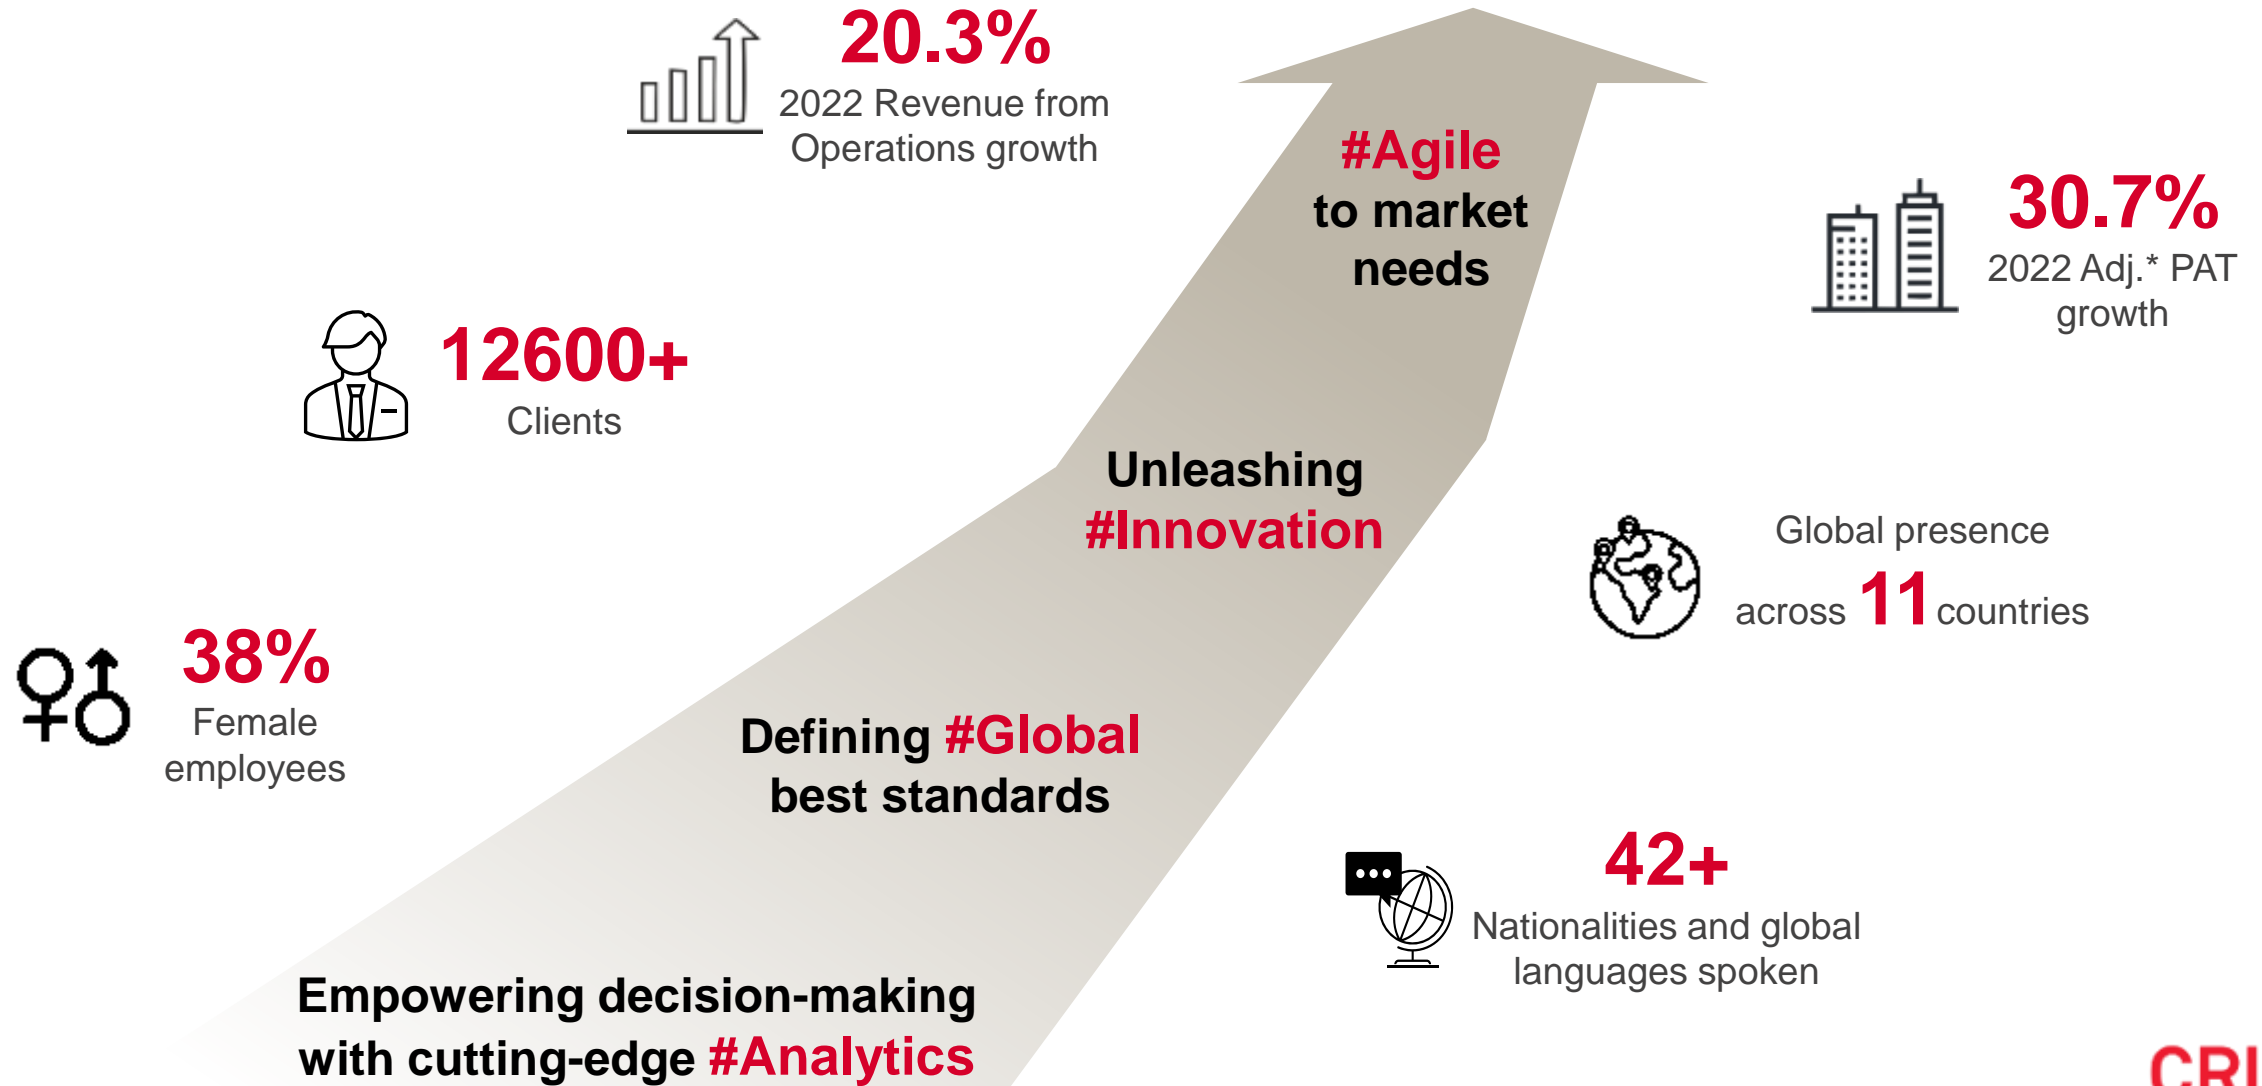 20.3%
2022 Revenue from
Operations growth
#Agile
to market
needs
30.7%
2022 Adj.* PAT
growth
12600+
Clients
Unleashing
#Innovation
Global presence
across 11 countries
38%
Female
employees
Defining #Global
best standards
42+
Nationalities and global
languages spoken
Empowering decision-making
with cutting-edge #Analytics